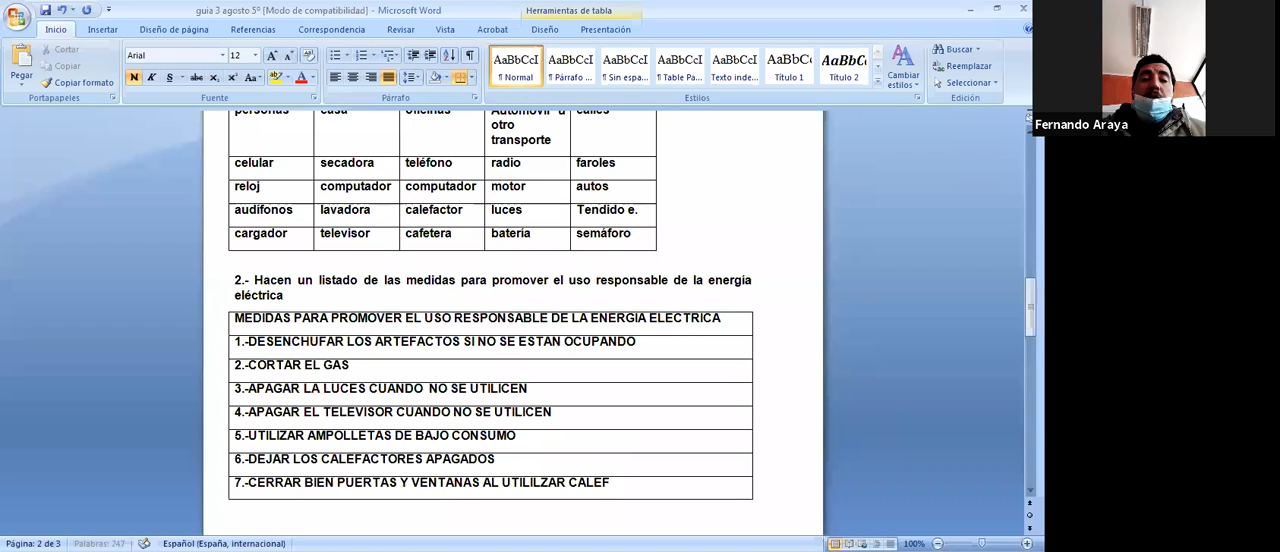 guia 3 agosto 5º [Modo de compatibilidad] - Microsoft Word
Herramientas de tabla
Inicio Insertar Diseño de página Referencias Correspondencia Revisar Vista Acrobat Diseño Presentación
Pegar
Cortar
Copiar
Copiar formato
Portapapeles
Arial 12
Fuente
Párrafo
AaBbCcI AaBbCcI AaBbCcI AaBbCcI AaBbCcI AaBbCcI AaBbC
¶ Normal ¶ Párrafo ... ¶ Sin espa... ¶ Table Pa... Texto inde... Título 1 Título 2
Estilos
Cambiar
estilos
Buscar
Reemplazar
Seleccionar
Edición
Fernando Araya
personas casa oficinas Automóvil u calles
otro
transporte
celular secadora teléfono radio faroles
reloj computador computador motor autos
audífonos lavadora calefactor luces Tendido e.
cargador televisor cafetera batería semáforo
2.- Hacen un listado de las medidas para promover el uso responsable de la energía
eléctrica
MEDIDAS PARA PROMOVER EL USO RESPONSABLE DE LA ENERGIA ELECTRICA
1.-DESENCHUFAR LOS ARTEFACTOS SI NO SE ESTAN OCUPANDO
2.-CORTAR EL GAS
3.-APAGAR LA LUCES CUANDO NO SE UTILICEN
4.-APAGAR EL TELEVISOR CUANDO NO SE UTILICEN
5.-UTILIZAR AMPOLLETAS DE BAJO CONSUMO
6.-DEJAR LOS CALEFACTORES APAGADOS
7.-CERRAR BIEN PUERTAS Y VENTANAS AL UTILILZAR CALEF
Página: 2 de 3 Palabras: 247 Español (España, internacional) 100%